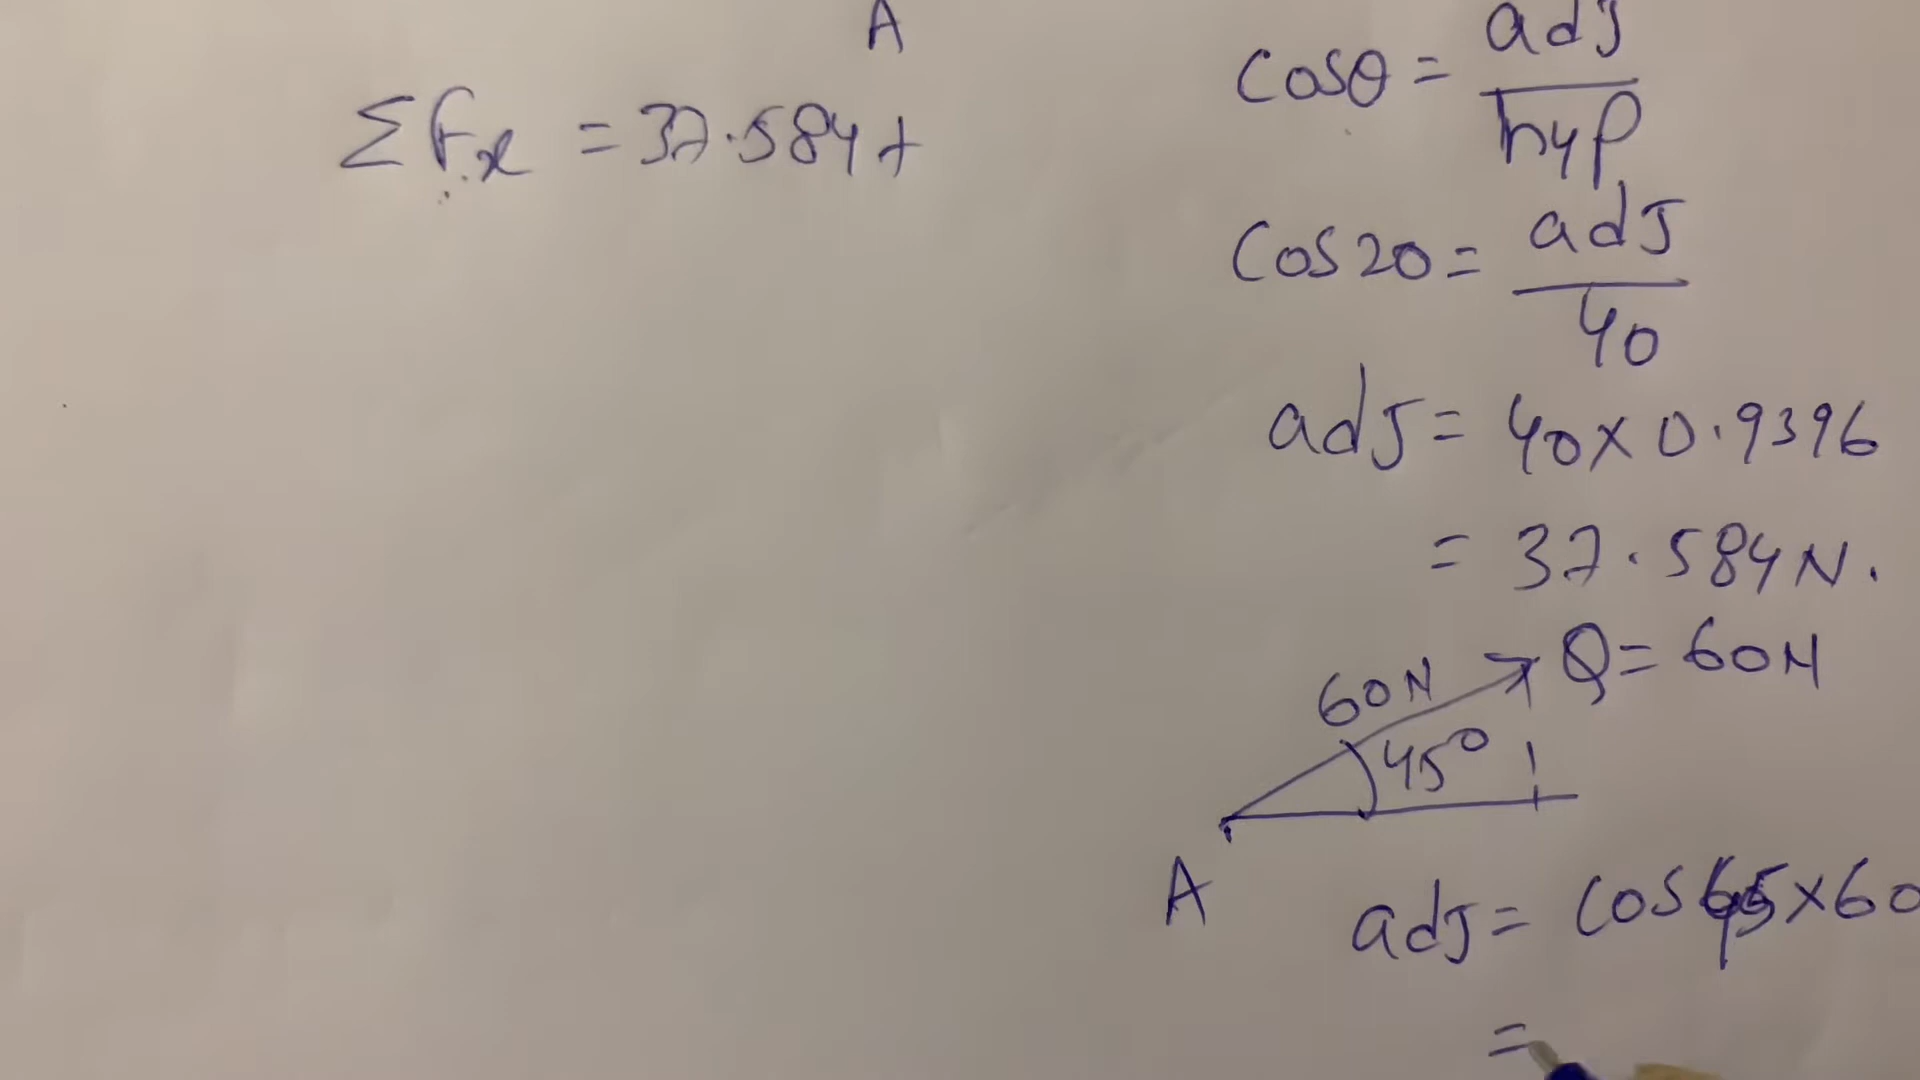 A
ΣFx = 37.584 +
Cosθ = adj/hyp
Cos 20 = adj/40
adj = 40 x 0.9396
= 37.584 N.
60N Q = 60N
45°
A
adj = Cos 45 x 60
=